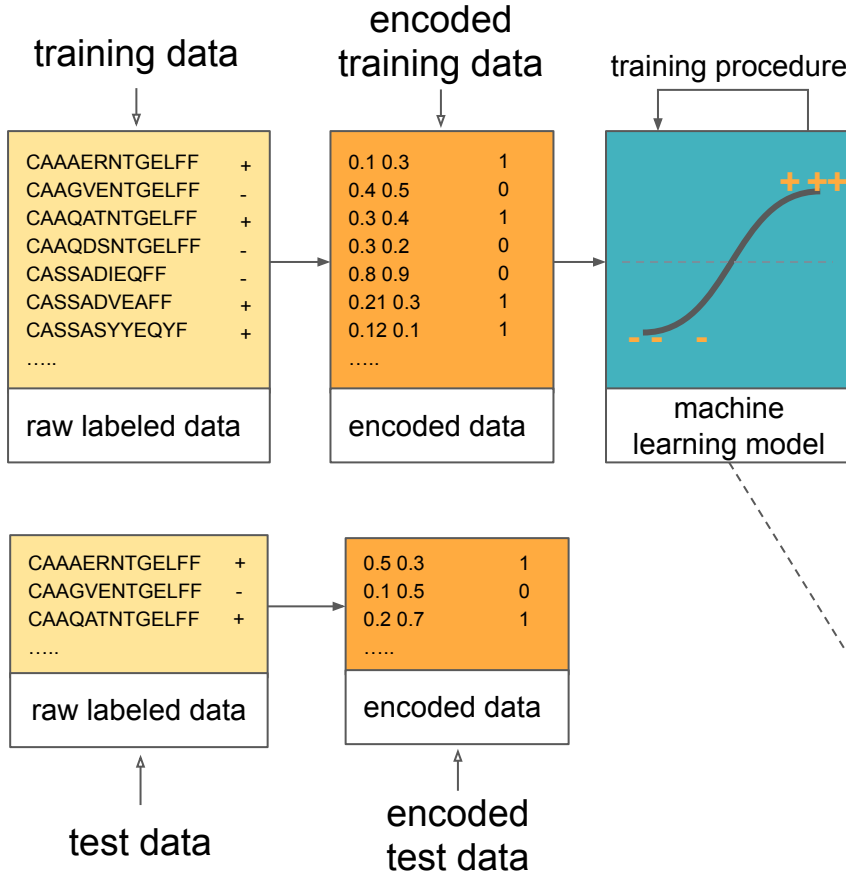 training data
encoded
training data
training procedure
CAAAERNTGELFF +
CAAGVENTGELFF -
CAAQATNTGELFF +
CAAQDSNTGELFF -
CASSADIEQFF -
CASSADVEAFF +
CASSASYYEQYF +
.....
raw labeled data
0.1 0.3 1
0.4 0.5 0
0.3 0.4 1
0.3 0.2 0
0.8 0.9 0
0.21 0.3 1
0.12 0.1 1
.....
encoded data
+ + +
- - -
machine
learning model
CAAAERNTGELFF +
CAAGVENTGELFF -
CAAQATNTGELFF +
.....
raw labeled data
0.5 0.3 1
0.1 0.5 0
0.2 0.7 1
.....
encoded data
test data
encoded
test data